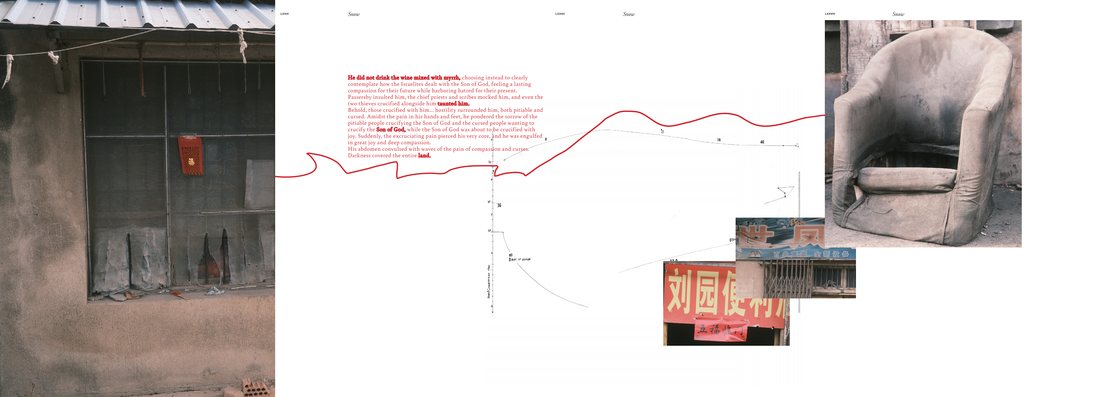 Snow
Snow
Snow
He did not drink the wine mixed with myrrh, choosing instead to clearly
contemplate how the Israelites dealt with the Son of God, feeling a lasting
compassion for their future while harboring hatred for their present.
Passersby insulted him, the chief priests and scribes mocked him, and even the
two thieves crucified alongside him taunted him.
Behold, those crucified with him... hostility surrounded him, both pitiable and
cursed. Amidst the pain in his hands and feet, he pondered the sorrow of the
pitiable people crucifying the Son of God and the cursed people wanting to
crucify the Son of God, while the Son of God was about to be crucified with
joy. Suddenly, the excruciating pain pierced his very core, and he was engulfed
in great joy and deep compassion.
His abdomen convulsed with waves of the pain of compassion and curses.
Darkness covered the entire land.
刘园便利